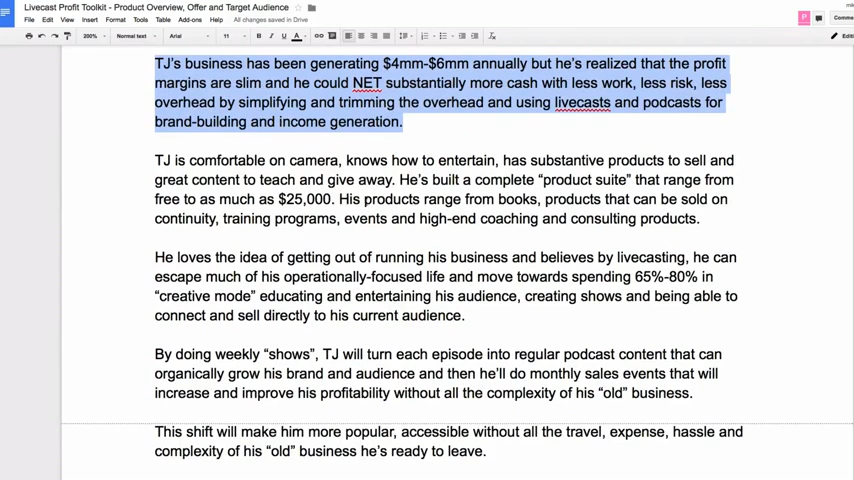 Livecast Profit Toolkit - Product Overview, Offer and Target Audience
File Edit View Insert Format Tools Table Add-ons Help All changes saved in Drive
P Comme
200% Normal text Arial 11 B I U A Editin
TJ's business has been generating $4mm-$6mm annually but he's realized that the profit
margins are slim and he could NET substantially more cash with less work, less risk, less
overhead by simplifying and trimming the overhead and using livecasts and podcasts for
brand-building and income generation.
TJ is comfortable on camera, knows how to entertain, has substantive products to sell and
great content to teach and give away. He's built a complete “product suite” that range from
free to as much as $25,000. His products range from books, products that can be sold on
continuity, training programs, events and high-end coaching and consulting products.
He loves the idea of getting out of running his business and believes by livecasting, he can
escape much of his operationally-focused life and move towards spending 65%-80% in
“creative mode” educating and entertaining his audience, creating shows and being able to
connect and sell directly to his current audience.
By doing weekly “shows”, TJ will turn each episode into regular podcast content that can
organically grow his brand and audience and then he'll do monthly sales events that will
increase and improve his profitability without all the complexity of his “old” business.
This shift will make him more popular, accessible without all the travel, expense, hassle and
complexity of his “old” business he's ready to leave.